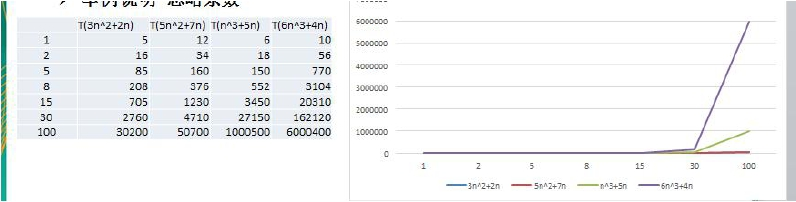 T(3n^2+2n) T(5n^2+7n) T(n^3+5n) T(6n^3+4n)
1 5 12 6 10
2 16 34 18 56
5 85 160 150 770
8 208 376 552 3104
15 705 1230 3450 20310
30 2760 4710 27150 162120
100 30200 50700 1000500 6000400
6000000
5000000
4000000
3000000
2000000
1000000
0
1 2 5 8 15 30 100
3n^2+2n 5n^2+7n n^3+5n 6n^3+4n